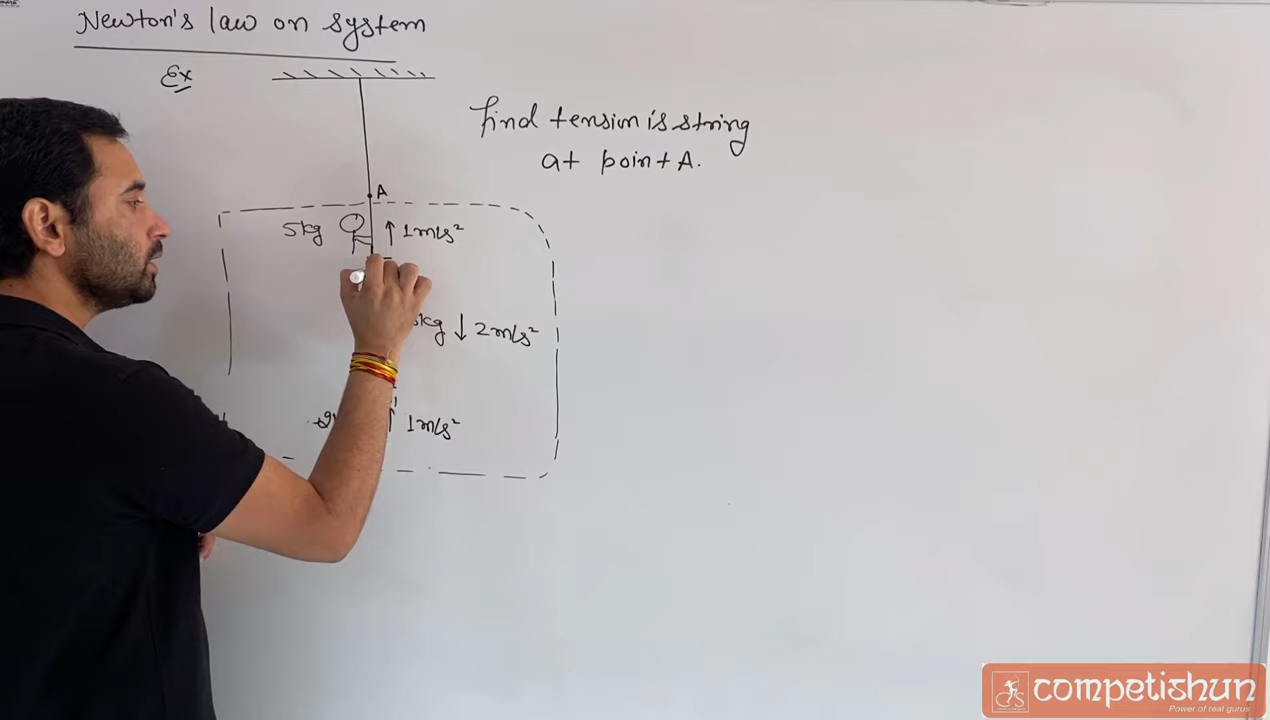 Newton's law on system
Ex
find tension is string
at point A.
A
5kg ↑ 1m/s²
kg ↓ 2m/s²
↑ 1m/s²
competishun
Power of real gurus